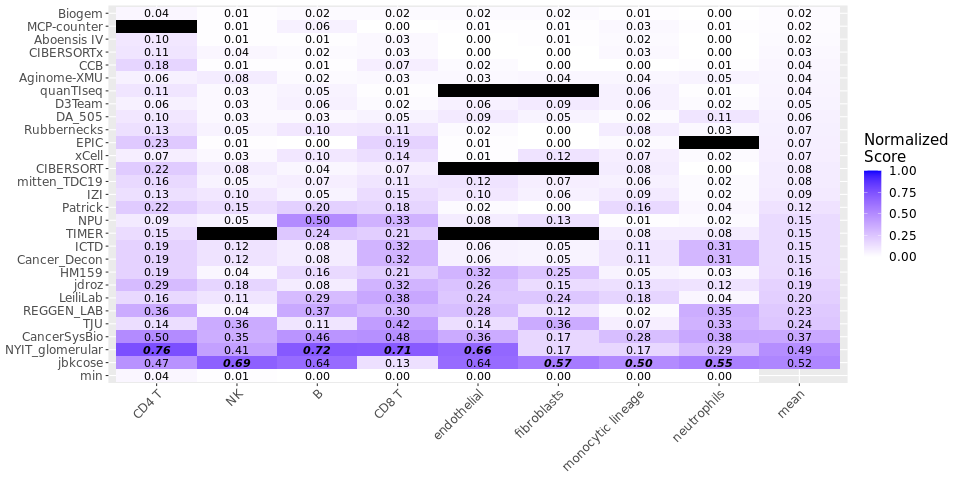 Biogem 0.04 0.01 0.02 0.02 0.02 0.02 0.01 0.00 0.02
MCP-counter 0.01 0.06 0.00 0.01 0.01 0.03 0.01 0.02
Aboensis IV 0.10 0.01 0.01 0.03 0.00 0.01 0.02 0.00 0.02
CIBERSORTx 0.11 0.04 0.02 0.03 0.00 0.00 0.03 0.00 0.03
CCB 0.18 0.01 0.01 0.07 0.02 0.00 0.00 0.01 0.04
Aginome-XMU 0.06 0.08 0.02 0.03 0.03 0.04 0.04 0.05 0.04
quanTIseq 0.11 0.03 0.05 0.01 0.06 0.01 0.04
D3Team 0.06 0.03 0.06 0.02 0.06 0.09 0.06 0.02 0.05
DA_505 0.10 0.03 0.03 0.05 0.09 0.05 0.02 0.11 0.06
Rubbernecks 0.13 0.05 0.10 0.11 0.02 0.00 0.08 0.03 0.07
EPIC 0.23 0.01 0.00 0.19 0.01 0.00 0.02 0.07
xCell 0.07 0.03 0.10 0.14 0.01 0.12 0.07 0.02 0.07
CIBERSORT 0.22 0.08 0.04 0.07 0.08 0.00 0.08
mitten_TDC19 0.16 0.05 0.07 0.11 0.12 0.07 0.06 0.02 0.08
IZI 0.13 0.10 0.05 0.15 0.10 0.06 0.09 0.02 0.09
Patrick 0.22 0.15 0.20 0.18 0.02 0.00 0.16 0.04 0.12
NPU 0.09 0.05 0.50 0.33 0.08 0.13 0.01 0.02 0.15
TIMER 0.15 0.24 0.21 0.08 0.08 0.15
ICTD 0.19 0.12 0.08 0.32 0.06 0.05 0.11 0.31 0.15
Cancer_Decon 0.19 0.12 0.08 0.32 0.06 0.05 0.11 0.31 0.15
HM159 0.19 0.04 0.16 0.21 0.32 0.25 0.05 0.03 0.16
jdroz 0.29 0.18 0.08 0.32 0.26 0.15 0.13 0.12 0.19
LeiliLab 0.16 0.11 0.29 0.38 0.24 0.24 0.18 0.04 0.20
REGGEN_LAB 0.36 0.04 0.37 0.30 0.28 0.12 0.02 0.35 0.23
TJU 0.14 0.36 0.11 0.42 0.14 0.36 0.07 0.33 0.24
CancerSysBio 0.50 0.35 0.46 0.48 0.36 0.17 0.28 0.38 0.37
NYIT_glomerular 0.76 0.41 0.72 0.71 0.66 0.17 0.17 0.29 0.49
jbkcose 0.47 0.69 0.64 0.13 0.64 0.57 0.50 0.55 0.52
min 0.04 0.01 0.00 0.00 0.00 0.00 0.00 0.00
CD4 T NK B CD8 T endothelial fibroblasts monocytic lineage neutrophils mean
Normalized
Score
1.00
0.75
0.50
0.25
0.00